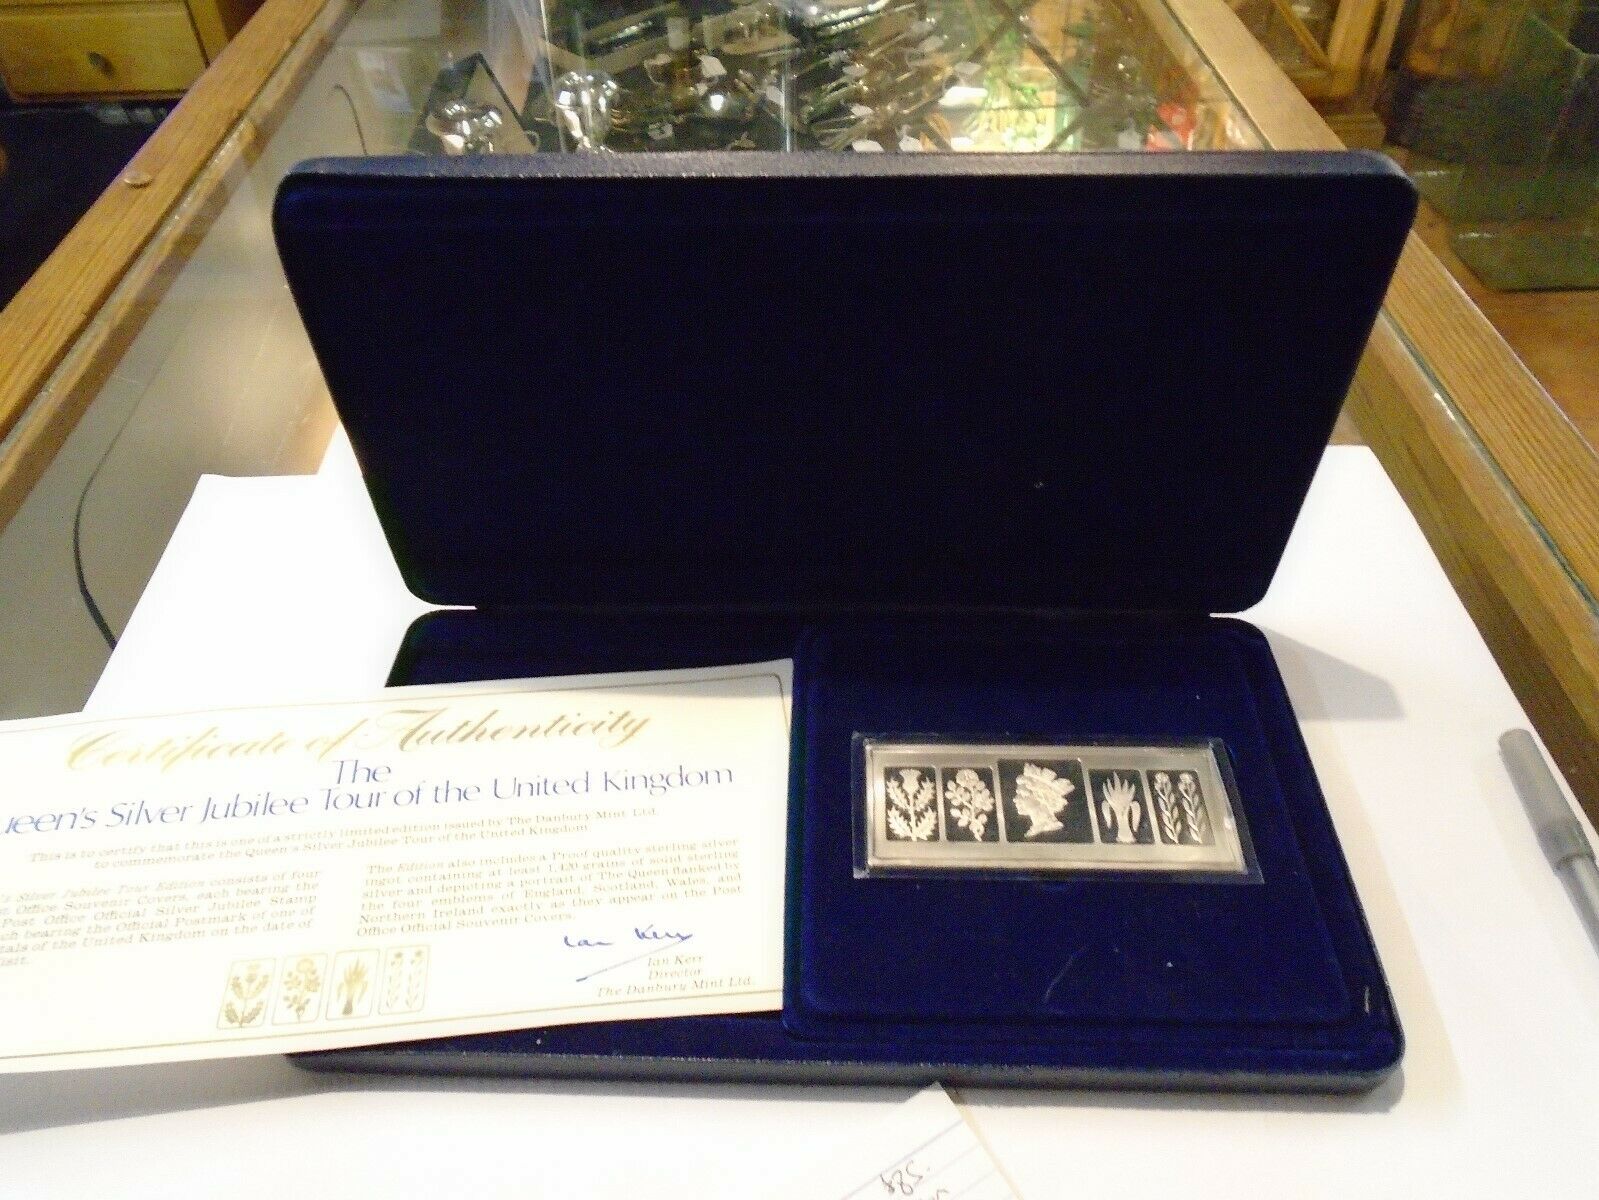 Certificate of Authenticity
The
ueen's Silver Jubilee Tour of the United Kingdom
This is to certify that this is one of a strictly limited edition issued by The Danbury Mint Ltd.
to commemorate the Queen's Silver Jubilee Tour of the United Kingdom
's Silver Jubilee Tour Edition consists of four
t Office Souvenir Covers, each bearing the
Post Office Official Silver Jubilee Stamp
ch bearing the Official Postmark of one of
tals of the United Kingdom on the date of
isit.
The Edition also includes a Proof quality sterling silver
ingot containing at least 1,100 grains of solid sterling
silver and depicting a portrait of The Queen flanked by
the four emblems of England, Scotland, Wales, and
Northern Ireland exactly as they appear on the Post
Office Official Souvenir Covers.
Ian Kerr
Ian Kerr
Director
The Danbury Mint Ltd.